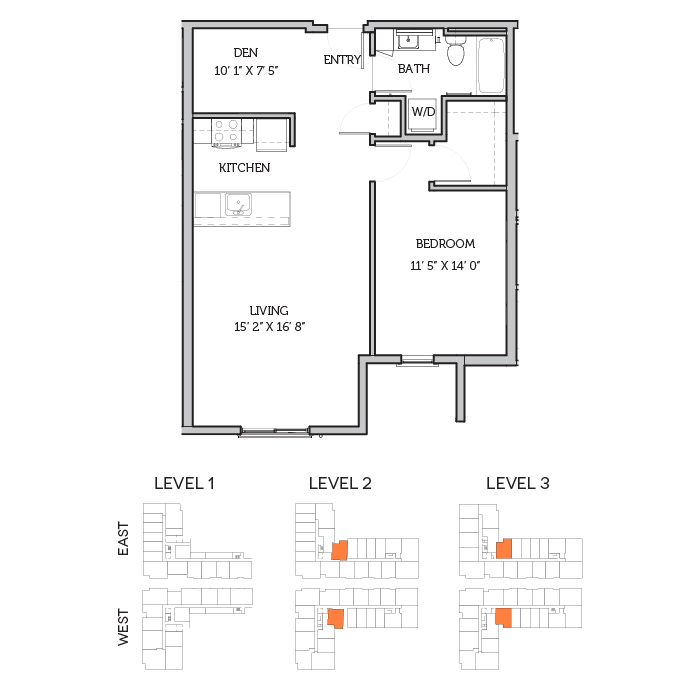 DEN
10' 1" X 7' 5"
ENTRY
BATH
W/D
KITCHEN
BEDROOM
11' 5" X 14' 0"
LIVING
15' 2" X 16' 8"
LEVEL 1
LEVEL 2
LEVEL 3
EAST
WEST